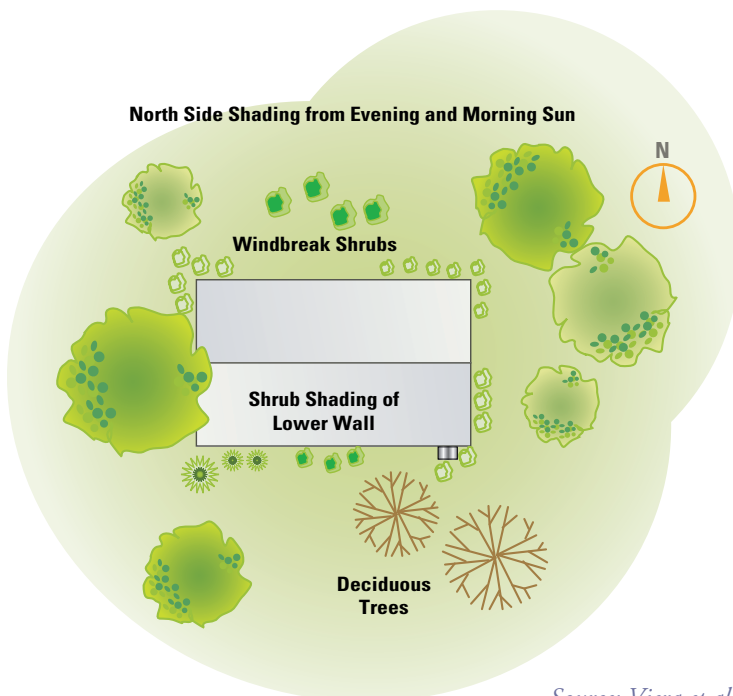 North Side Shading from Evening and Morning Sun
N
Windbreak Shrubs
Shrub Shading of
Lower Wall
Deciduous
Trees